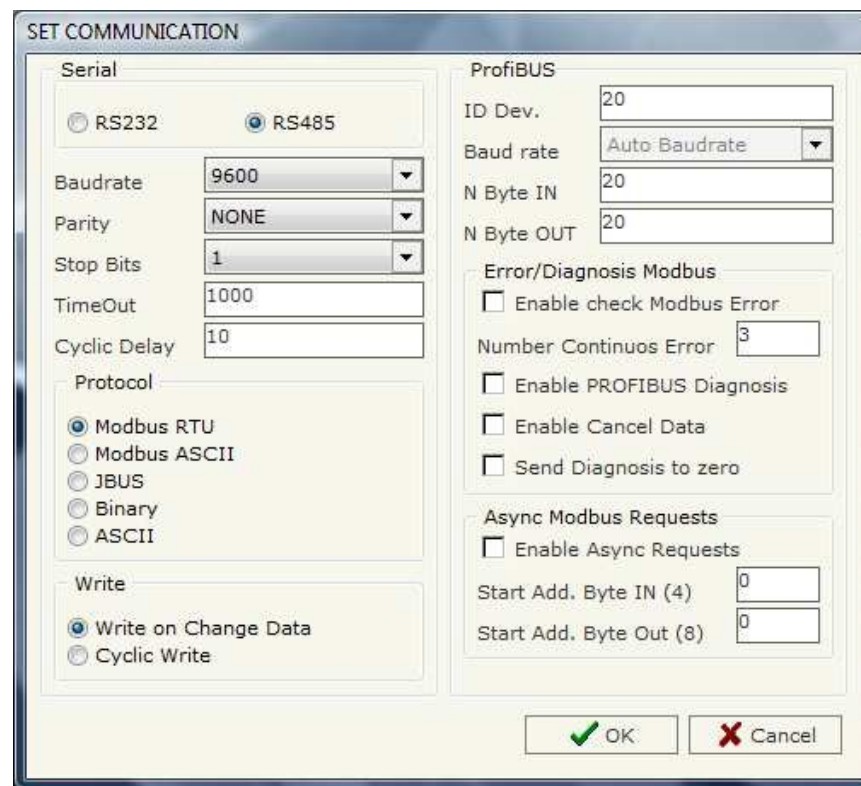 SET COMMUNICATION
Serial
RS232
RS485
Baudrate
9600
Parity
NONE
Stop Bits
1
TimeOut
1000
Cyclic Delay
10
Protocol
Modbus RTU
Modbus ASCII
JBUS
Binary
ASCII
Write
Write on Change Data
Cyclic Write
ProfiBUS
ID Dev.
20
Baud rate
Auto Baudrate
N Byte IN
20
N Byte OUT
20
Error/Diagnosis Modbus
Enable check Modbus Error
Number Continuos Error
3
Enable PROFIBUS Diagnosis
Enable Cancel Data
Send Diagnosis to zero
Async Modbus Requests
Enable Async Requests
Start Add. Byte IN (4)
0
Start Add. Byte Out (8)
0
OK
Cancel